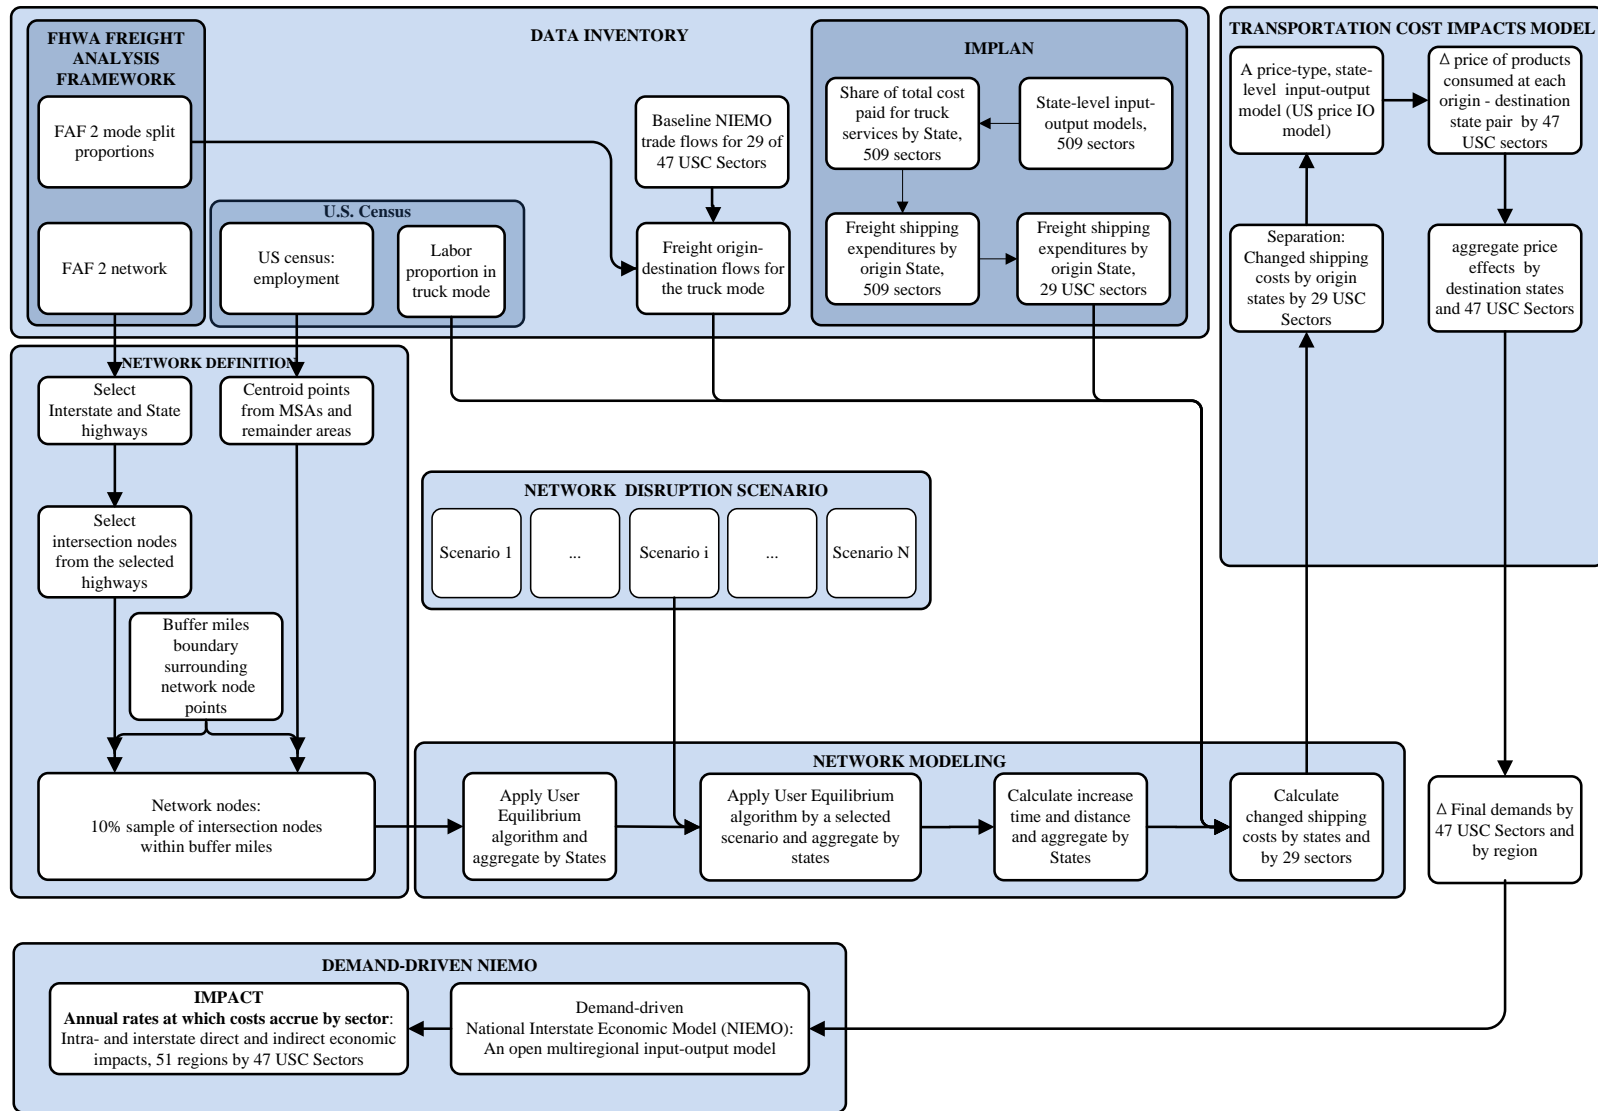 DATA INVENTORY
FHWA FREIGHT
ANALYSIS
FRAMEWORK
FAF 2 mode split
proportions
FAF 2 network
U.S. Census
US census:
employment
Labor
proportion in
truck mode
Baseline NIEMO
trade flows for 29 of
47 USC Sectors
Freight origin-
destination flows for
the truck mode
IMPLAN
Share of total cost
paid for truck
services by State,
509 sectors
State-level input-
output models,
509 sectors
Freight shipping
expenditures by
origin State,
509 sectors
Freight shipping
expenditures by
origin State,
29 USC sectors
TRANSPORTATION COST IMPACTS MODEL
A price-type, state-
level input-output
model (US price IO
model)
Δ price of products
consumed at each
origin - destination
state pair by 47
USC sectors
Separation:
Changed shipping
costs by origin
states by 29 USC
Sectors
aggregate price
effects by
destination states
and 47 USC Sectors
NETWORK DEFINITION
Select
Interstate and State
highways
Centroid points
from MSAs and
remainder areas
Select
intersection nodes
from the selected
highways
Buffer miles
boundary
surrounding
network node
points
Network nodes:
10% sample of intersection nodes
within buffer miles
NETWORK DISRUPTION SCENARIO
Scenario 1
...
Scenario i
...
Scenario N
NETWORK MODELING
Apply User
Equilibrium
algorithm and
aggregate by States
Apply User Equilibrium
algorithm by a selected
scenario and aggregate by
states
Calculate increase
time and distance
and aggregate by
States
Calculate
changed shipping
costs by states and
by 29 sectors
Δ Final demands by
47 USC Sectors and
by region
DEMAND-DRIVEN NIEMO
IMPACT
Annual rates at which costs accrue by sector:
Intra- and interstate direct and indirect economic
impacts, 51 regions by 47 USC Sectors
Demand-driven
National Interstate Economic Model (NIEMO):
An open multiregional input-output model